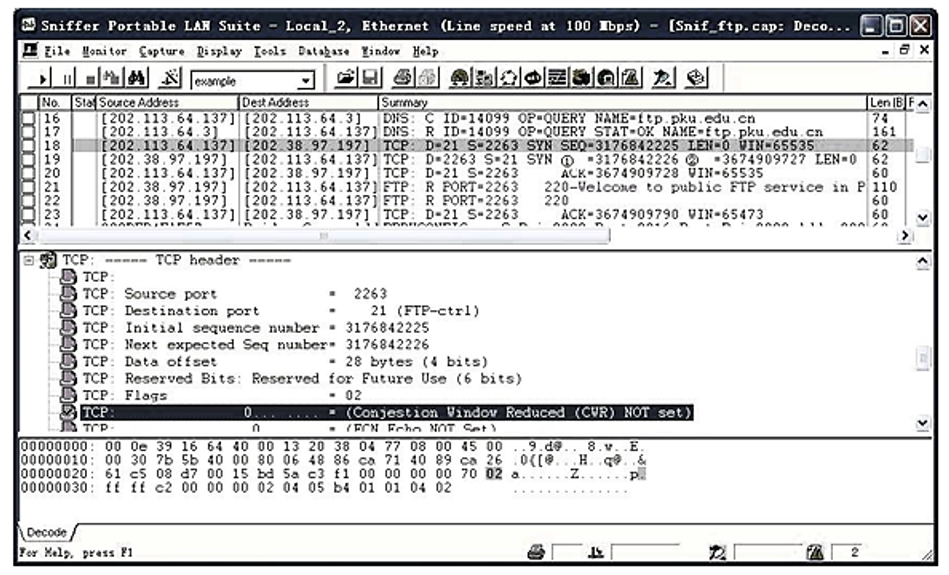 Sniffer Portable LAN Suite - Local_2, Ethernet (Line speed at 100 Mbps) - [Snif_ftp.cap: Deco...
File Monitor Capture Display Tools Database Window Help
example
No. Stat Source Address Dest Address Summary Len (B
16 [202.113.64.137] [202.113.64.3] DNS: C ID=14099 OP=QUERY NAME=ftp.pku.edu.cn 74
17 [202.113.64.3] [202.113.64.137] DNS: R ID=14099 OP=QUERY STAT=OK NAME=ftp.pku.edu.cn 161
18 [202.113.64.137] [202.38.97.197] TCP: D=21 S=2263 SYN SEQ=3176842225 LEN=0 WIN=65535 62
19 [202.38.97.197] [202.113.64.137] TCP: D=2263 S=21 SYN ① =3176842226 ② =3674909727 LEN=0 62
20 [202.113.64.137] [202.38.97.197] TCP: D=21 S=2263 ACK=3674909728 WIN=65535 60
21 [202.38.97.197] [202.113.64.137] FTP: R PORT=2263 220-Welcome to public FTP service in P 110
22 [202.38.97.197] [202.113.64.137] FTP: R PORT=2263 220 60
23 [202.113.64.137] [202.38.97.197] TCP: D=21 S=2263 ACK=3674909790 WIN=65473 60
TCP: ----- TCP header -----
TCP:
TCP: Source port = 2263
TCP: Destination port = 21 (FTP-ctrl)
TCP: Initial sequence number = 3176842225
TCP: Next expected Seq number= 3176842226
TCP: Data offset = 28 bytes (4 bits)
TCP: Reserved Bits: Reserved for Future Use (6 bits)
TCP: Flags = 02
TCP: 0... .... = (Conjestion Window Reduced (CWR) NOT set)
TCP: .0.. .... = (ECN Echo NOT Set)
00000000: 00 0e 39 16 64 40 00 13 20 38 04 77 08 00 45 00 ..9.d@.. 8.w..E.
00000010: 00 30 7b 5b 40 00 80 06 48 86 ca 71 40 89 ca 26 .0{[@...H..q@..&
00000020: 61 c5 08 d7 00 15 bd 5a c3 f1 00 00 00 00 70 02 a......Z......p.
00000030: ff ff c2 00 00 00 02 04 05 b4 01 01 04 02 ..............
Decode
For Help, press F1
2